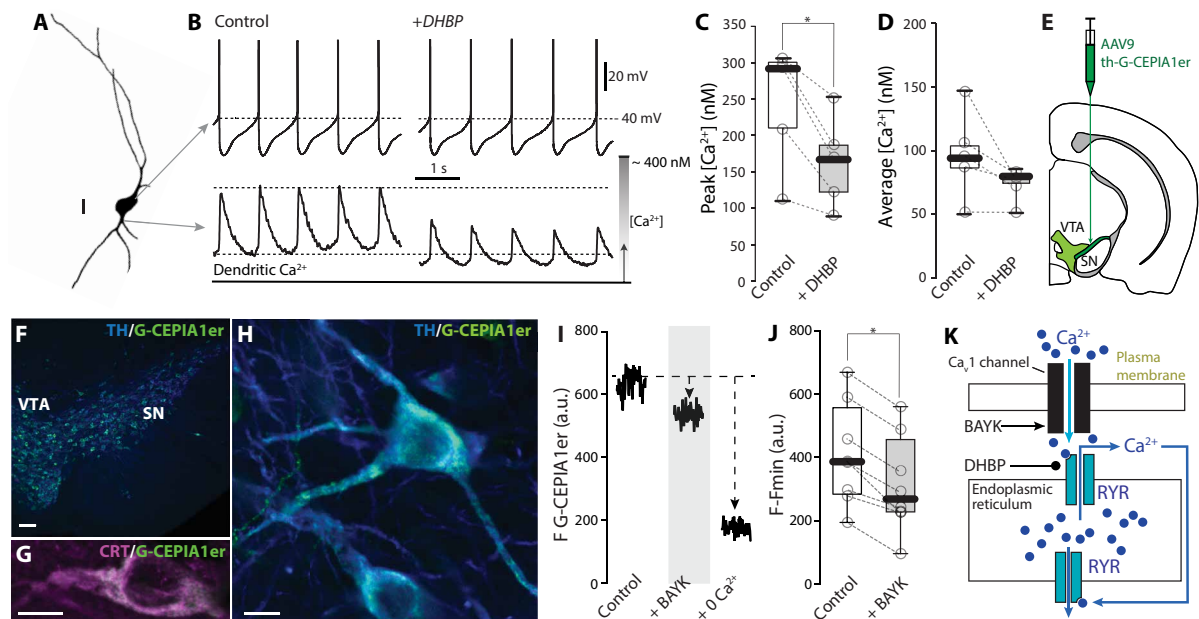 A
B
Control
+DHBP
20 mV
40 mV
1 s
~ 400 nM
[Ca²⁺]
Dendritic Ca²⁺
C
Peak [Ca²⁺] (nM)
350
300
250
200
150
100
50
0
*
Control
+ DHBP
D
Average [Ca²⁺] (nM)
200
150
100
50
0
Control
+ DHBP
E
AAV9
th-G-CEPIA1er
VTA
SN
F
TH/G-CEPIA1er
VTA
SN
G
CRT/G-CEPIA1er
H
TH/G-CEPIA1er
I
F G-CEPIA1er (a.u.)
800
600
400
200
0
Control
+ BAYK
+ 0 Ca²⁺
J
F-Fmin (a.u.)
800
600
400
200
0
*
Control
+ BAYK
K
Ca²⁺
Caᵥ1 channel
Plasma
membrane
BAYK
Ca²⁺
DHBP
RYR
Endoplasmic
reticulum
RYR